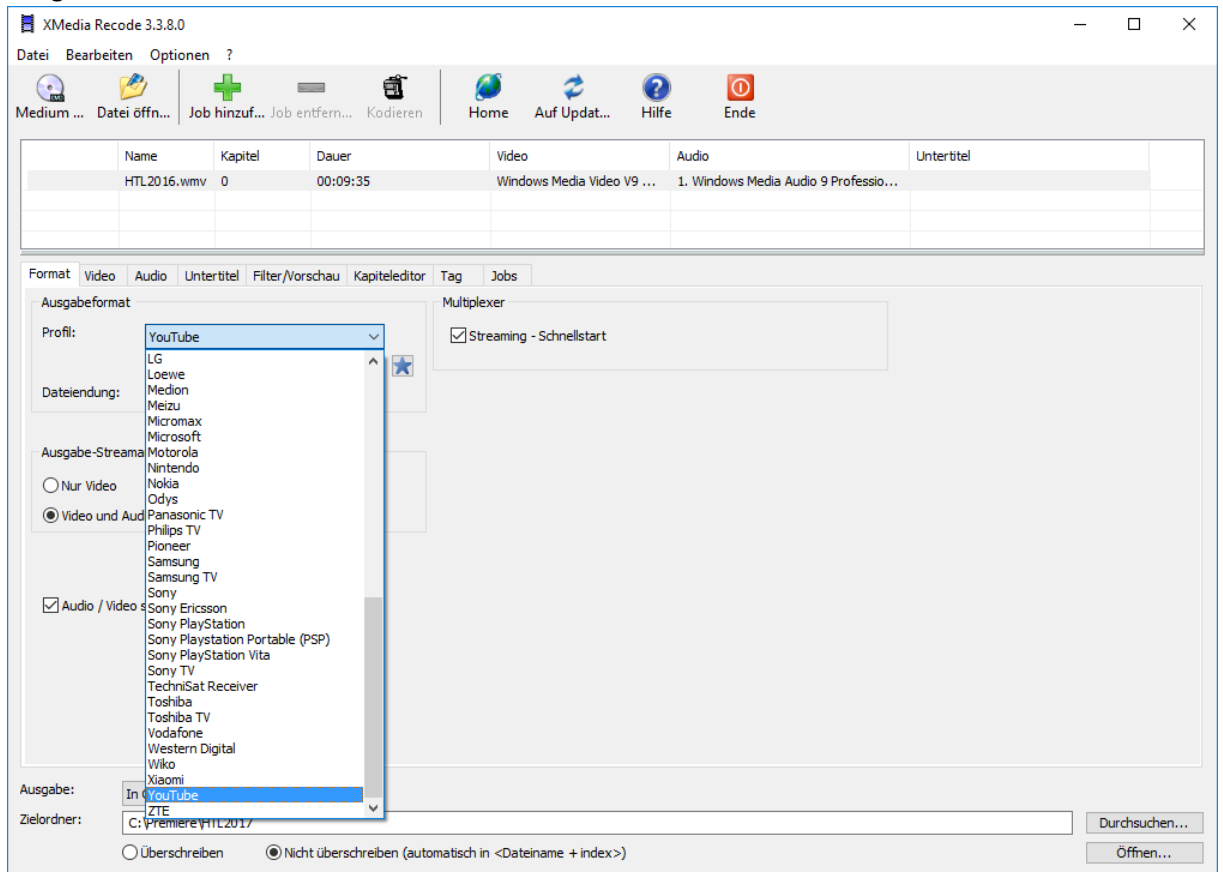 XMedia Recode 3.3.8.0
Datei Bearbeiten Optionen ?
Medium ... Datei öffn... Job hinzuf... Job entfern... Kodieren Home Auf Updat... Hilfe Ende
Name Kapitel Dauer Video Audio Untertitel
HTL2016.wmv 0 00:09:35 Windows Media Video V9 ... 1. Windows Media Audio 9 Professio...
Format Video Audio Untertitel Filter/Vorschau Kapiteleditor Tag Jobs
Ausgabeformat Multiplexer
Profil: YouTube Streaming - Schnellstart
LG
Loewe
Dateiendung: Medion
Meizu
Micromax
Microsoft
Ausgabe-Streama Motorola
Nintendo
Nur Video Nokia
Odys
Video und Aud Panasonic TV
Philips TV
Pioneer
Samsung
Samsung TV
Sony
Audio / Video s Sony Ericsson
Sony PlayStation
Sony Playstation Portable (PSP)
Sony PlayStation Vita
Sony TV
TechniSat Receiver
Toshiba
Toshiba TV
Vodafone
Western Digital
Wiko
Xiaomi
Ausgabe: In YouTube
ZTE
Zielordner: C:\Premiere\HTL2017 Durchsuchen...
Überschreiben Nicht überschreiben (automatisch in <Dateiname + index>) Öffnen...